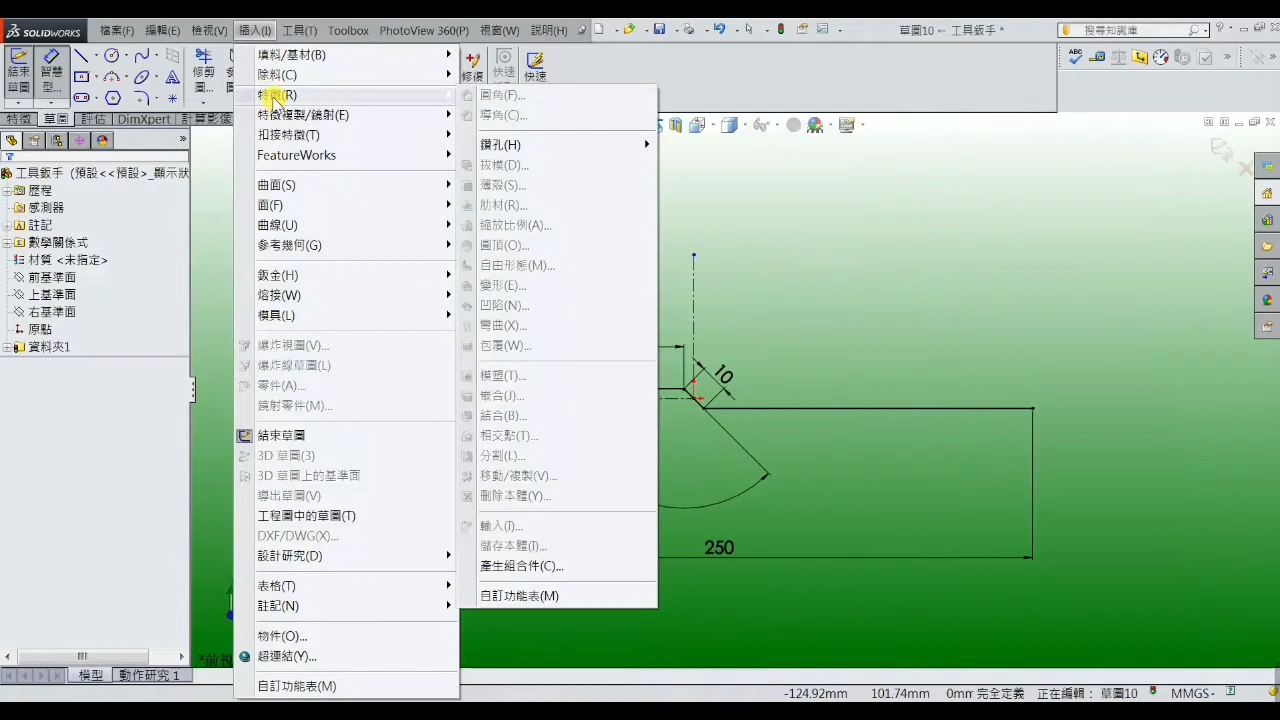 SOLIDWORKS 檔案(F) 編輯(E) 檢視(V) 插入(I) 工具(T) Toolbox PhotoView360(P) 視窗(W) 說明(H) 草圖10 ← 工具鈑手 * 搜尋知識庫
結束草圖 智慧型... 修剪 修復 快速 快速
特徵 草圖 評估 DimXpert 計算量影像
工具鈑手 (預設<<預設>_顯示狀
歷程
感測器
註記
數學關係式
材質 <未指定>
前基準面
上基準面
右基準面
原點
資料夾1
填料/基材(B)
除料(C)
特徵(R)
特徵複製/鏡射(E)
扣接特徵(T)
FeatureWorks
曲面(S)
面(F)
曲線(U)
參考幾何(G)
鈑金(H)
熔接(W)
模具(L)
爆炸視圖(V)...
爆炸線草圖(L)
零件(A)...
鏡射零件(M)...
結束草圖
3D 草圖(3)
3D 草圖上的基準面
導出草圖(V)
工程圖中的草圖(T)
DXF/DWG(X)...
設計研究(D)
表格(T)
註記(N)
物件(O)...
超連結(Y)...
自訂功能表(M)
圓角(F)...
導角(C)...
鑽孔(H)
拔模(D)...
薄殼(S)...
肋材(R)...
縮放比例(A)...
圓頂(O)...
自由形態(M)...
變形(E)...
凹陷(N)...
彎曲(X)...
包覆(W)...
模塑(T)...
嵌合(J)...
結合(B)...
相交點(T)...
分割(L)...
移動/複製(V)...
刪除本體(Y)...
輸入(I)...
儲存本體(T)...
產生組合件(C)...
自訂功能表(M)
10
250
*前視
模型 動作研究 1
-124.92mm 101.74mm 0mm 完全定義 正在編輯： 草圖10 MMGS